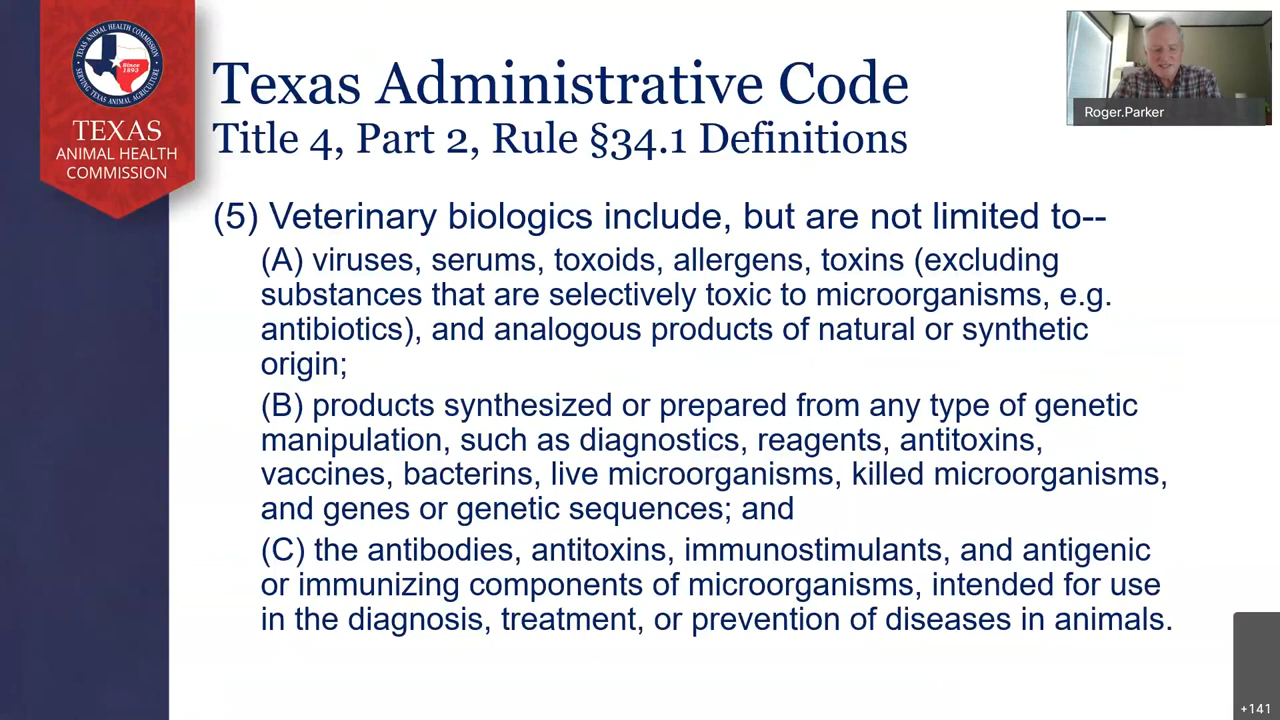 TEXAS ANIMAL HEALTH COMMISSION
Since
1893
SERVING TEXAS ANIMAL AGRICULTURE
TEXAS
ANIMAL HEALTH
COMMISSION
Texas Administrative Code
Title 4, Part 2, Rule §34.1 Definitions
Roger.Parker
(5) Veterinary biologics include, but are not limited to--
(A) viruses, serums, toxoids, allergens, toxins (excluding
substances that are selectively toxic to microorganisms, e.g.
antibiotics), and analogous products of natural or synthetic
origin;
(B) products synthesized or prepared from any type of genetic
manipulation, such as diagnostics, reagents, antitoxins,
vaccines, bacterins, live microorganisms, killed microorganisms,
and genes or genetic sequences; and
(C) the antibodies, antitoxins, immunostimulants, and antigenic
or immunizing components of microorganisms, intended for use
in the diagnosis, treatment, or prevention of diseases in animals.
+141